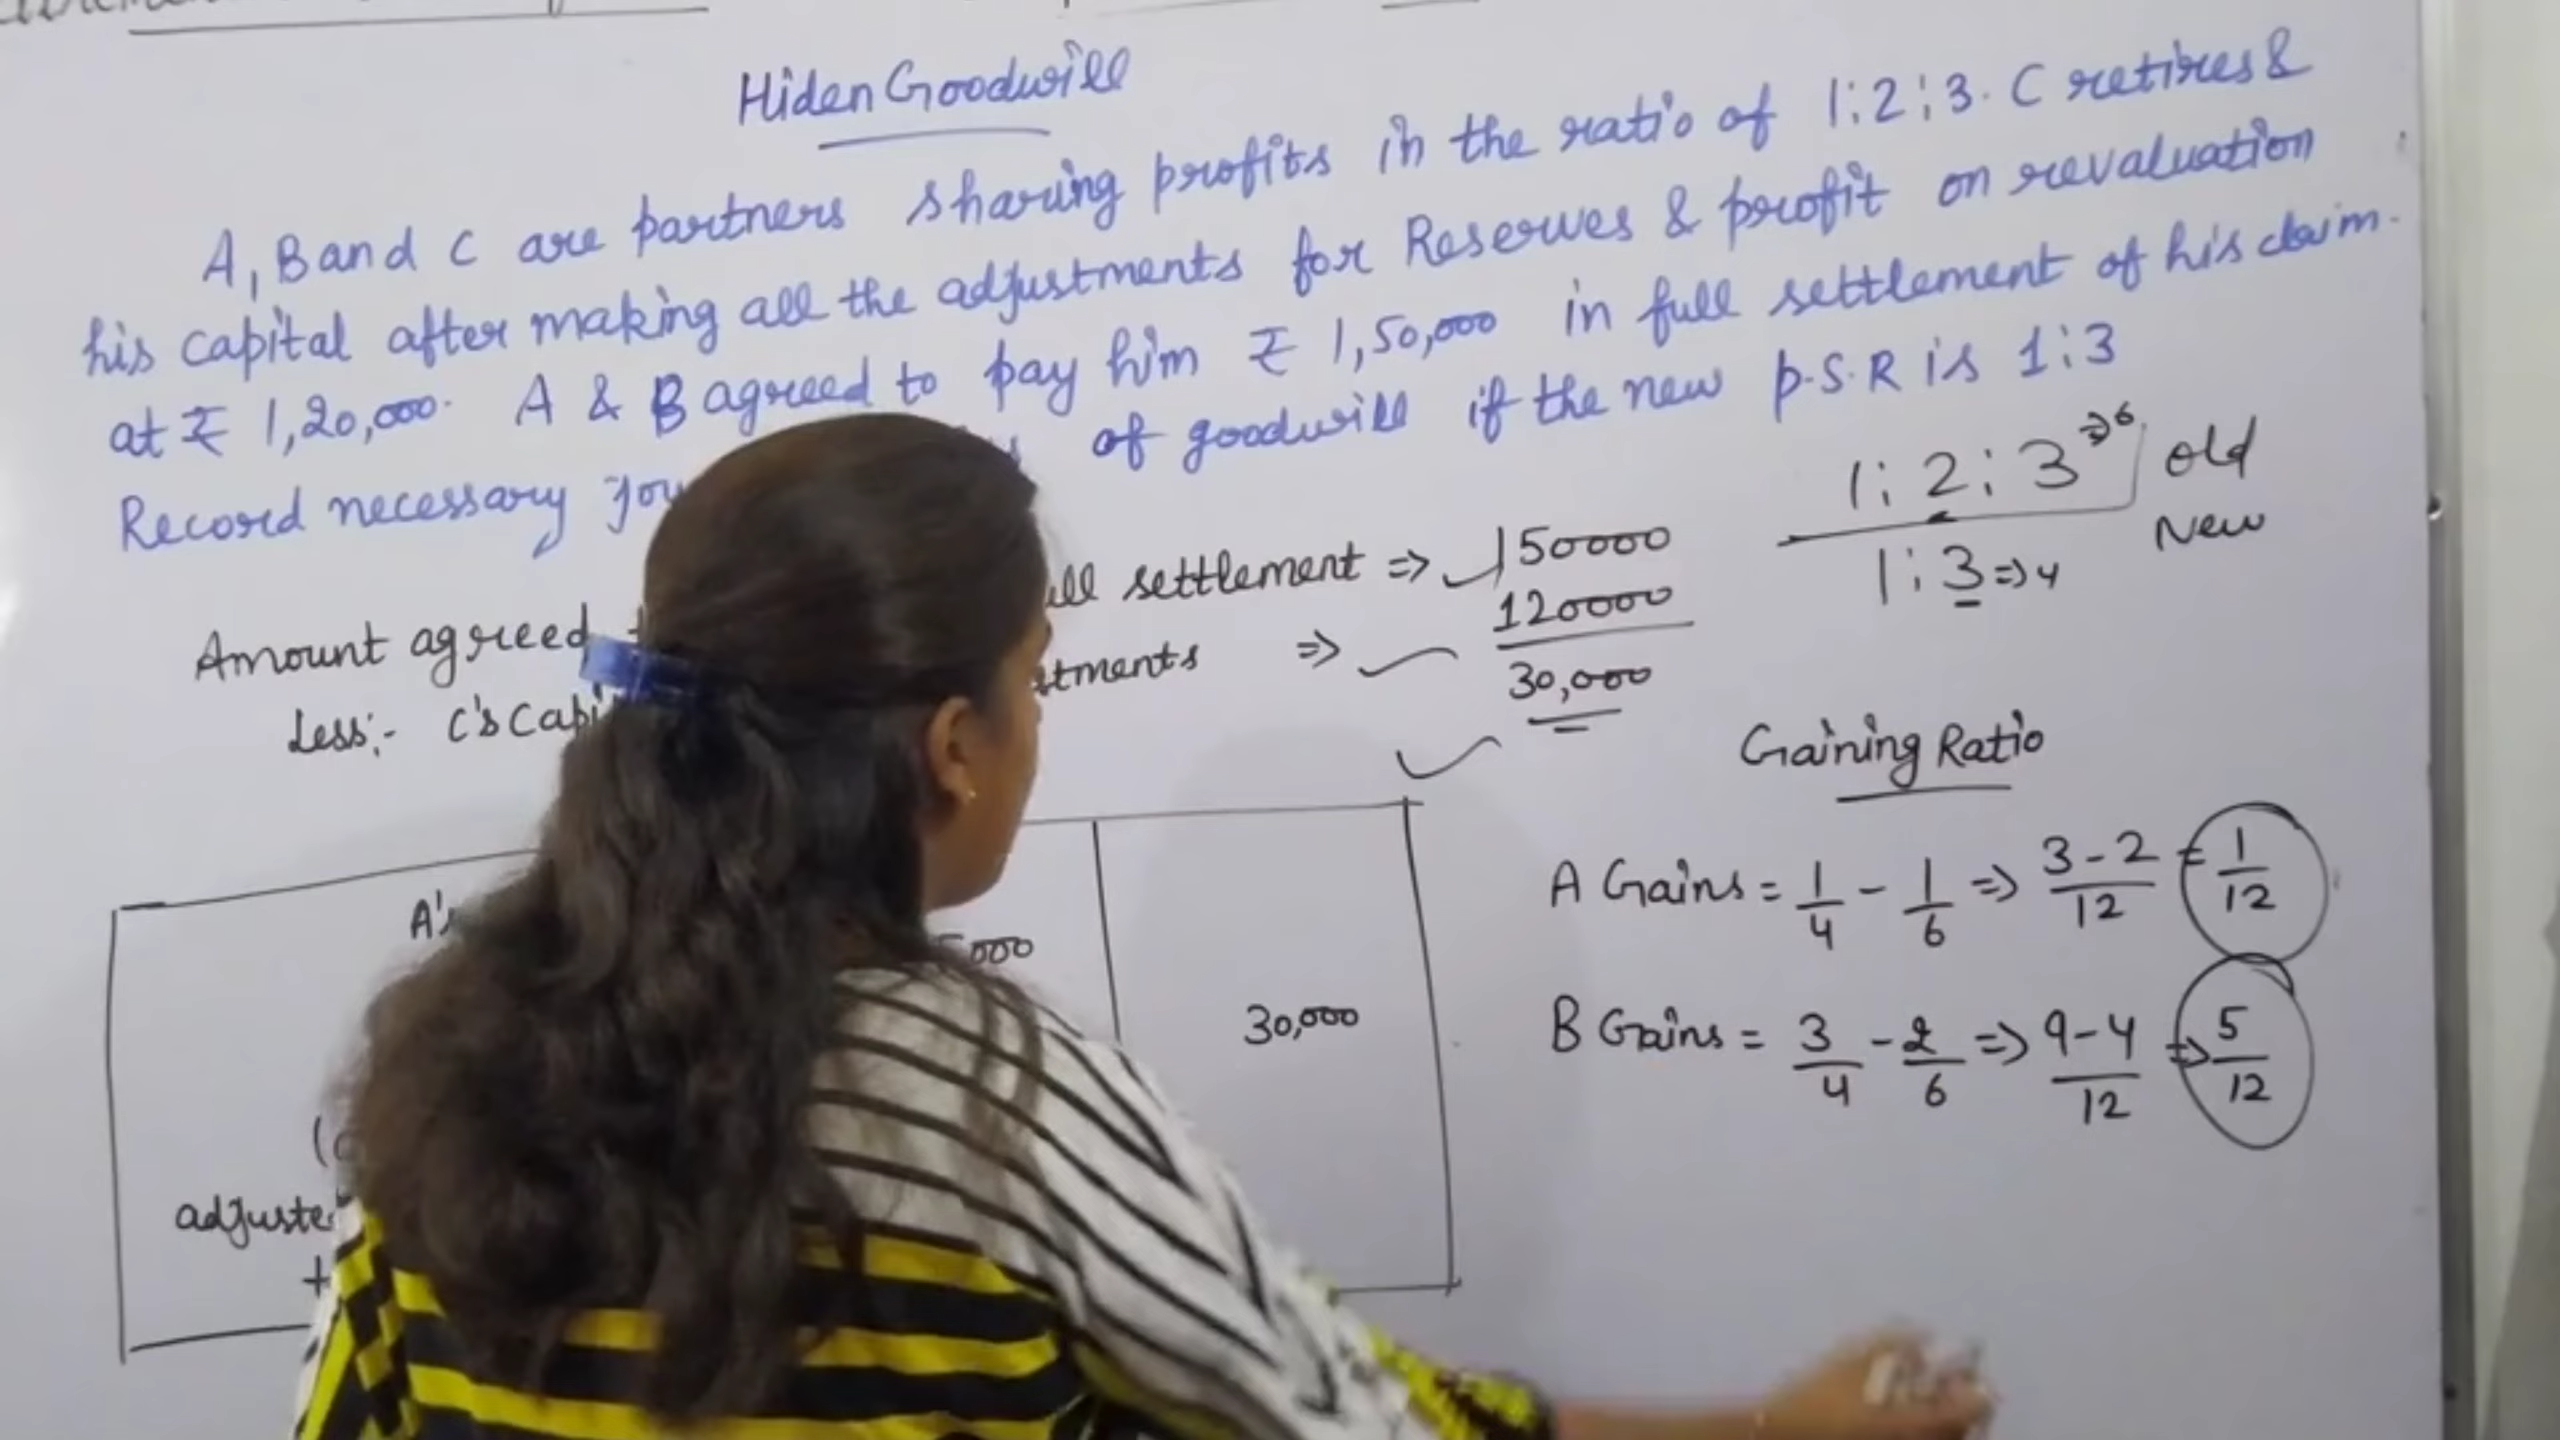 Hiden Goodwill
A, B and C are partners sharing profits in the ratio of 1:2:3. C retires &
his capital after making all the adjustments for Reserves & profit on revaluation
at ₹ 1,20,000. A & B agreed to pay him ₹ 1,50,000 in full settlement of his claim.
Record necessary of goodwill if the new P.S.R is 1:3
1:2:3 ⇒ 6 old
1:3 ⇒ 4 New
Amount agreed settlement ⇒ 150000
Less:- C's ⇒ 120000
30,000
Gaining Ratio
A Gains = 1/4 - 1/6 ⇒ 3-2/12 = 1/12
B Gains = 3/4 - 2/6 ⇒ 9-4/12 ⇒ 5/12
A's
30,000
+